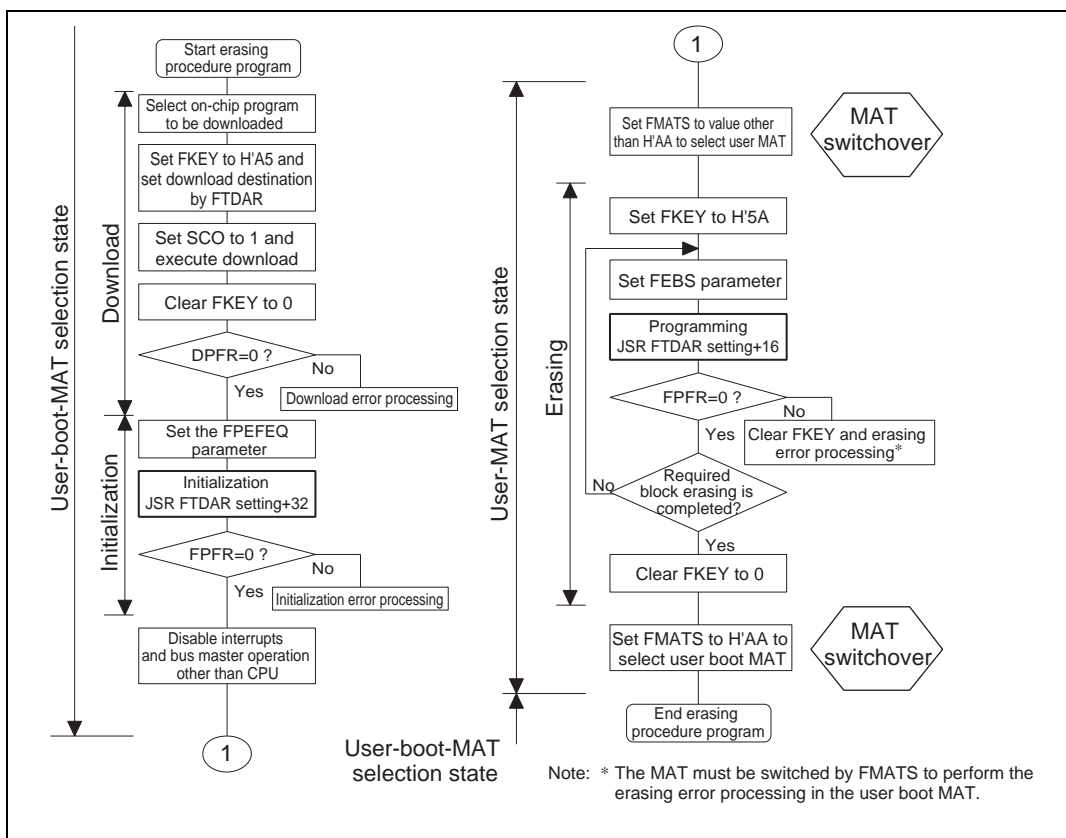 User-boot-MAT selection state
Start erasing
procedure program
Download
Select on-chip program
to be downloaded
Set FKEY to H'A5 and
set download destination
by FTDAR
Set SCO to 1 and
execute download
Clear FKEY to 0
DPFR=0 ?
No
Yes
Download error processing
Initialization
Set the FPEFEQ
parameter
Initialization
JSR FTDAR setting+32
FPFR=0 ?
No
Yes
Initialization error processing
Disable interrupts
and bus master operation
other than CPU
1
1
User-MAT selection state
Set FMATS to value other
than H'AA to select user MAT
MAT
switchover
Erasing
Set FKEY to H'5A
Set FEBS parameter
Programming
JSR FTDAR setting+16
FPFR=0 ?
No
Yes
Clear FKEY and erasing
error processing*
Required
block erasing is
completed?
No
Yes
Clear FKEY to 0
Set FMATS to H'AA to
select user boot MAT
MAT
switchover
End erasing
procedure program
User-boot-MAT
selection state
Note: * The MAT must be switched by FMATS to perform the
erasing error processing in the user boot MAT.